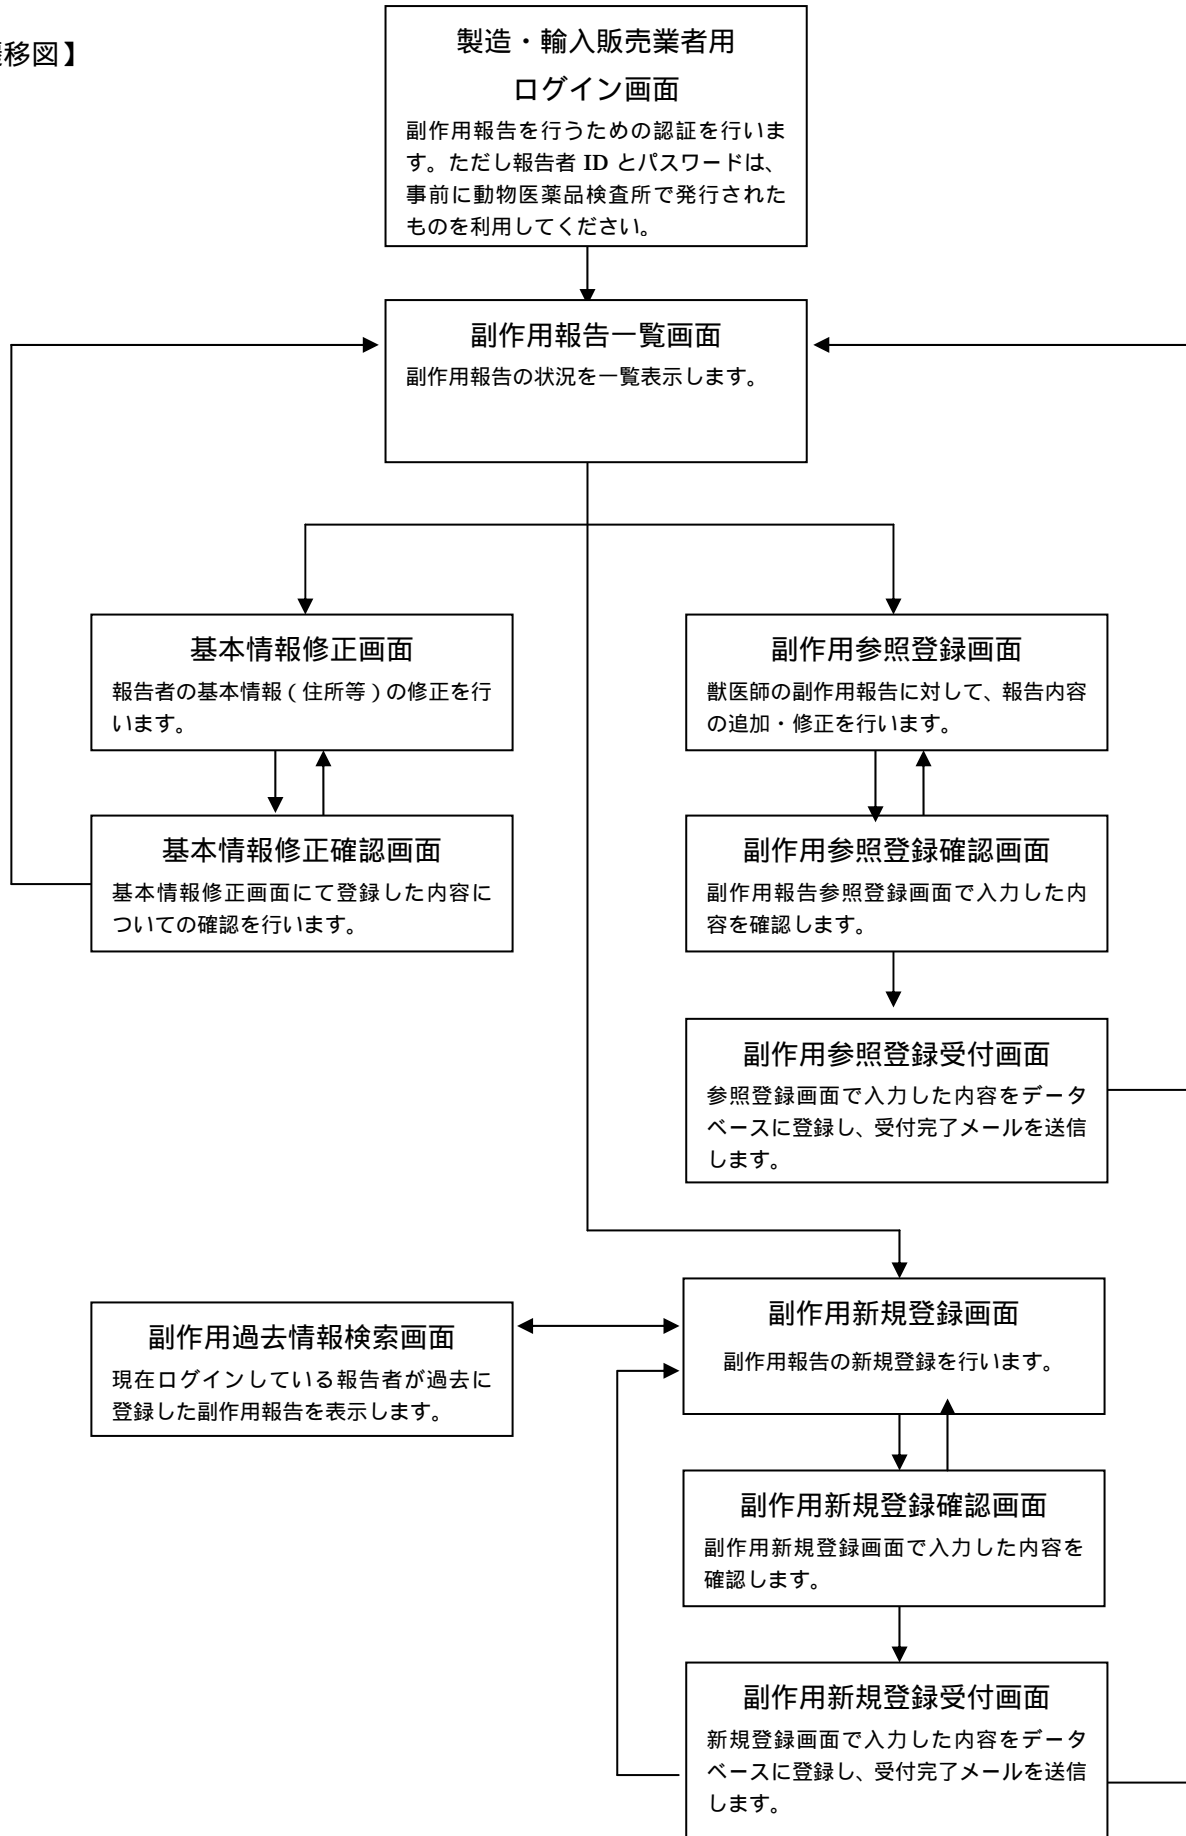 移図】
製造・輸入販売業者用
ログイン画面
副作用報告を行うための認証を行いま
す。ただし報告者 ID とパスワードは、
事前に動物医薬品検査所で発行された
ものを利用してください。
副作用報告一覧画面
副作用報告の状況を一覧表示します。
基本情報修正画面
報告者の基本情報（住所等）の修正を行
います。
副作用参照登録画面
獣医師の副作用報告に対して、報告内容
の追加・修正を行います。
基本情報修正確認画面
基本情報修正画面にて登録した内容に
ついての確認を行います。
副作用参照登録確認画面
副作用報告参照登録画面で入力した内
容を確認します。
副作用参照登録受付画面
参照登録画面で入力した内容をデータ
ベースに登録し、受付完了メールを送信
します。
副作用過去情報検索画面
現在ログインしている報告者が過去に
登録した副作用報告を表示します。
副作用新規登録画面
副作用報告の新規登録を行います。
副作用新規登録確認画面
副作用新規登録画面で入力した内容を
確認します。
副作用新規登録受付画面
新規登録画面で入力した内容をデータ
ベースに登録し、受付完了メールを送信
します。